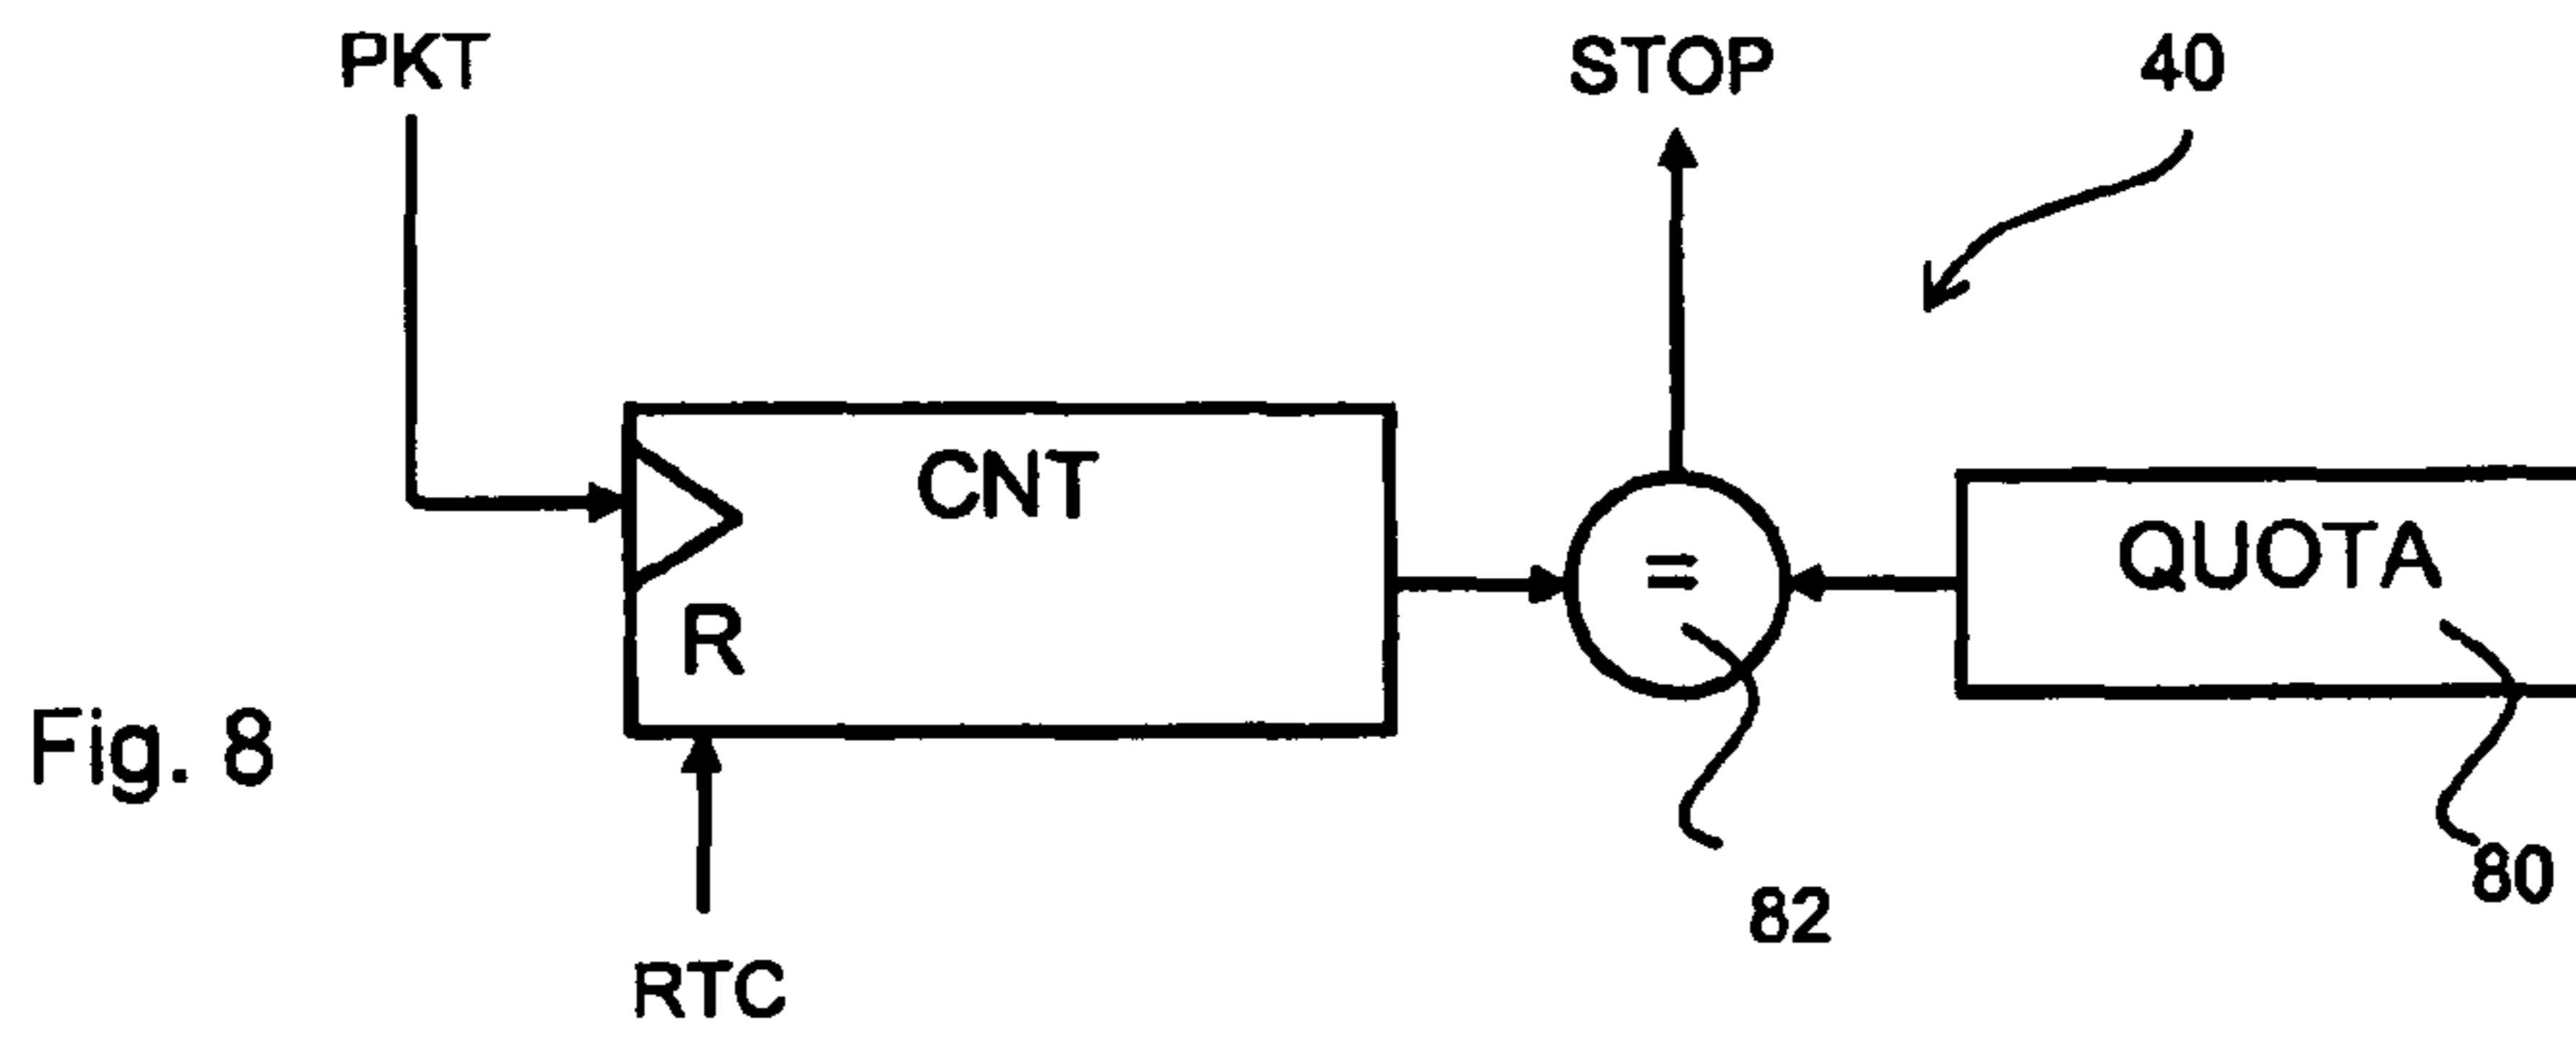 PKT
STOP
40
CNT
=
QUOTA
R
Fig. 8
82
80
RTC